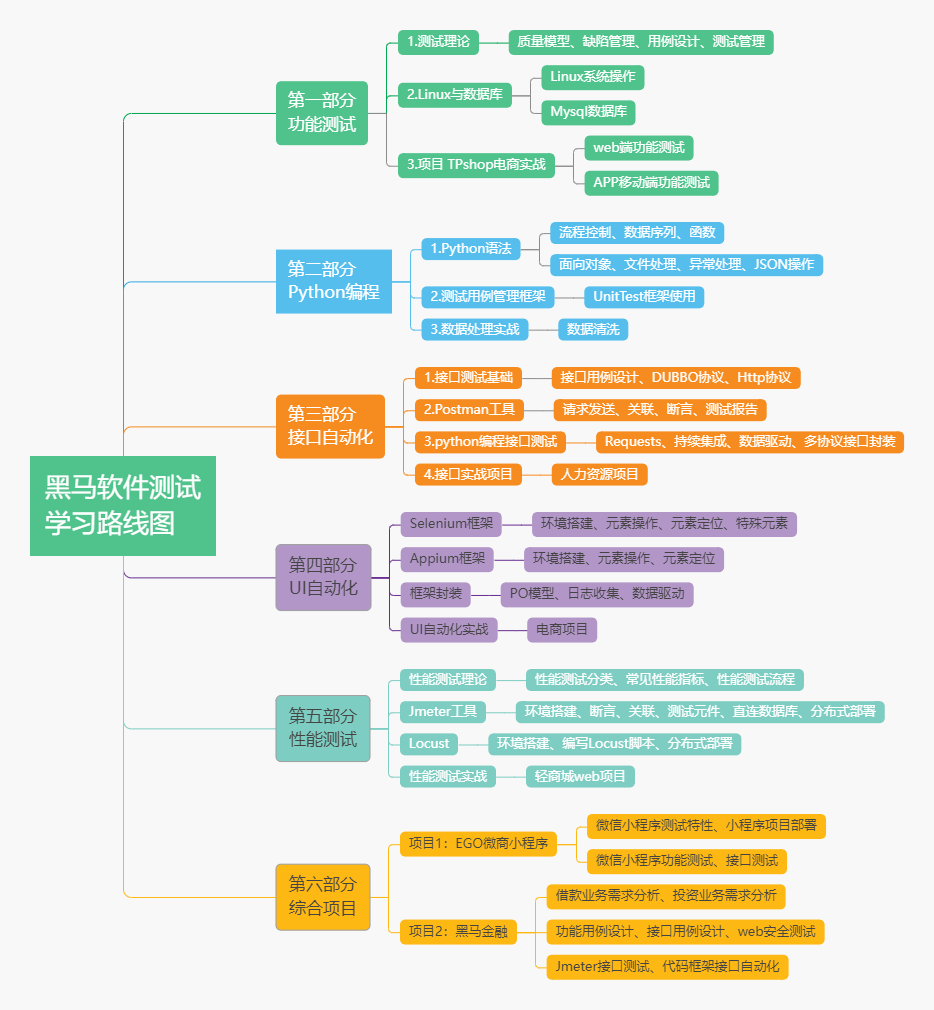 黑马软件测试
学习路线图
第一部分
功能测试
1.测试理论
质量模型、缺陷管理、用例设计、测试管理
2.Linux与数据库
Linux系统操作
Mysql数据库
3.项目 TPshop电商实战
web端功能测试
APP移动端功能测试
第二部分
Python编程
1.Python语法
流程控制、数据序列、函数
面向对象、文件处理、异常处理、JSON操作
2.测试用例管理框架
UnitTest框架使用
3.数据处理实战
数据清洗
第三部分
接口自动化
1.接口测试基础
接口用例设计、DUBBO协议、Http协议
2.Postman工具
请求发送、关联、断言、测试报告
3.python编程接口测试
Requests、持续集成、数据驱动、多协议接口封装
4.接口实战项目
人力资源项目
第四部分
UI自动化
Selenium框架
环境搭建、元素操作、元素定位、特殊元素
Appium框架
环境搭建、元素操作、元素定位
框架封装
PO模型、日志收集、数据驱动
UI自动化实战
电商项目
第五部分
性能测试
性能测试理论
性能测试分类、常见性能指标、性能测试流程
Jmeter工具
环境搭建、断言、关联、测试元件、直连数据库、分布式部署
Locust
环境搭建、编写Locust脚本、分布式部署
性能测试实战
轻商城web项目
第六部分
综合项目
项目1：EGO微商小程序
微信小程序测试特性、小程序项目部署
微信小程序功能测试、接口测试
项目2：黑马金融
借款业务需求分析、投资业务需求分析
功能用例设计、接口用例设计、web安全测试
Jmeter接口测试、代码框架接口自动化